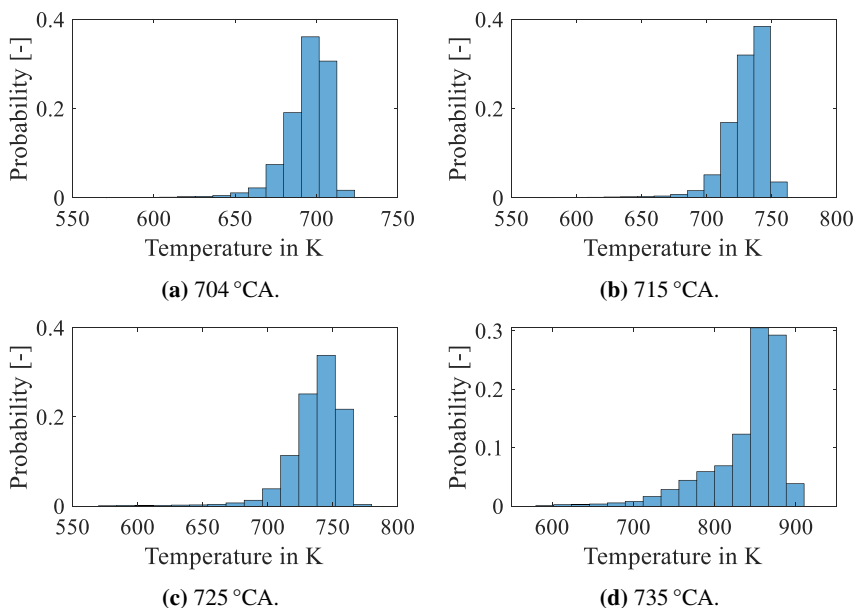 Probability [-]
0.4
0.2
0
550 600 650 700 750
Temperature in K
(a) 704 °CA.
Probability [-]
0.4
0.2
0
550 600 650 700 750 800
Temperature in K
(b) 715 °CA.
Probability [-]
0.4
0.2
0
550 600 650 700 750 800
Temperature in K
(c) 725 °CA.
Probability [-]
0.3
0.2
0.1
0
600 700 800 900
Temperature in K
(d) 735 °CA.